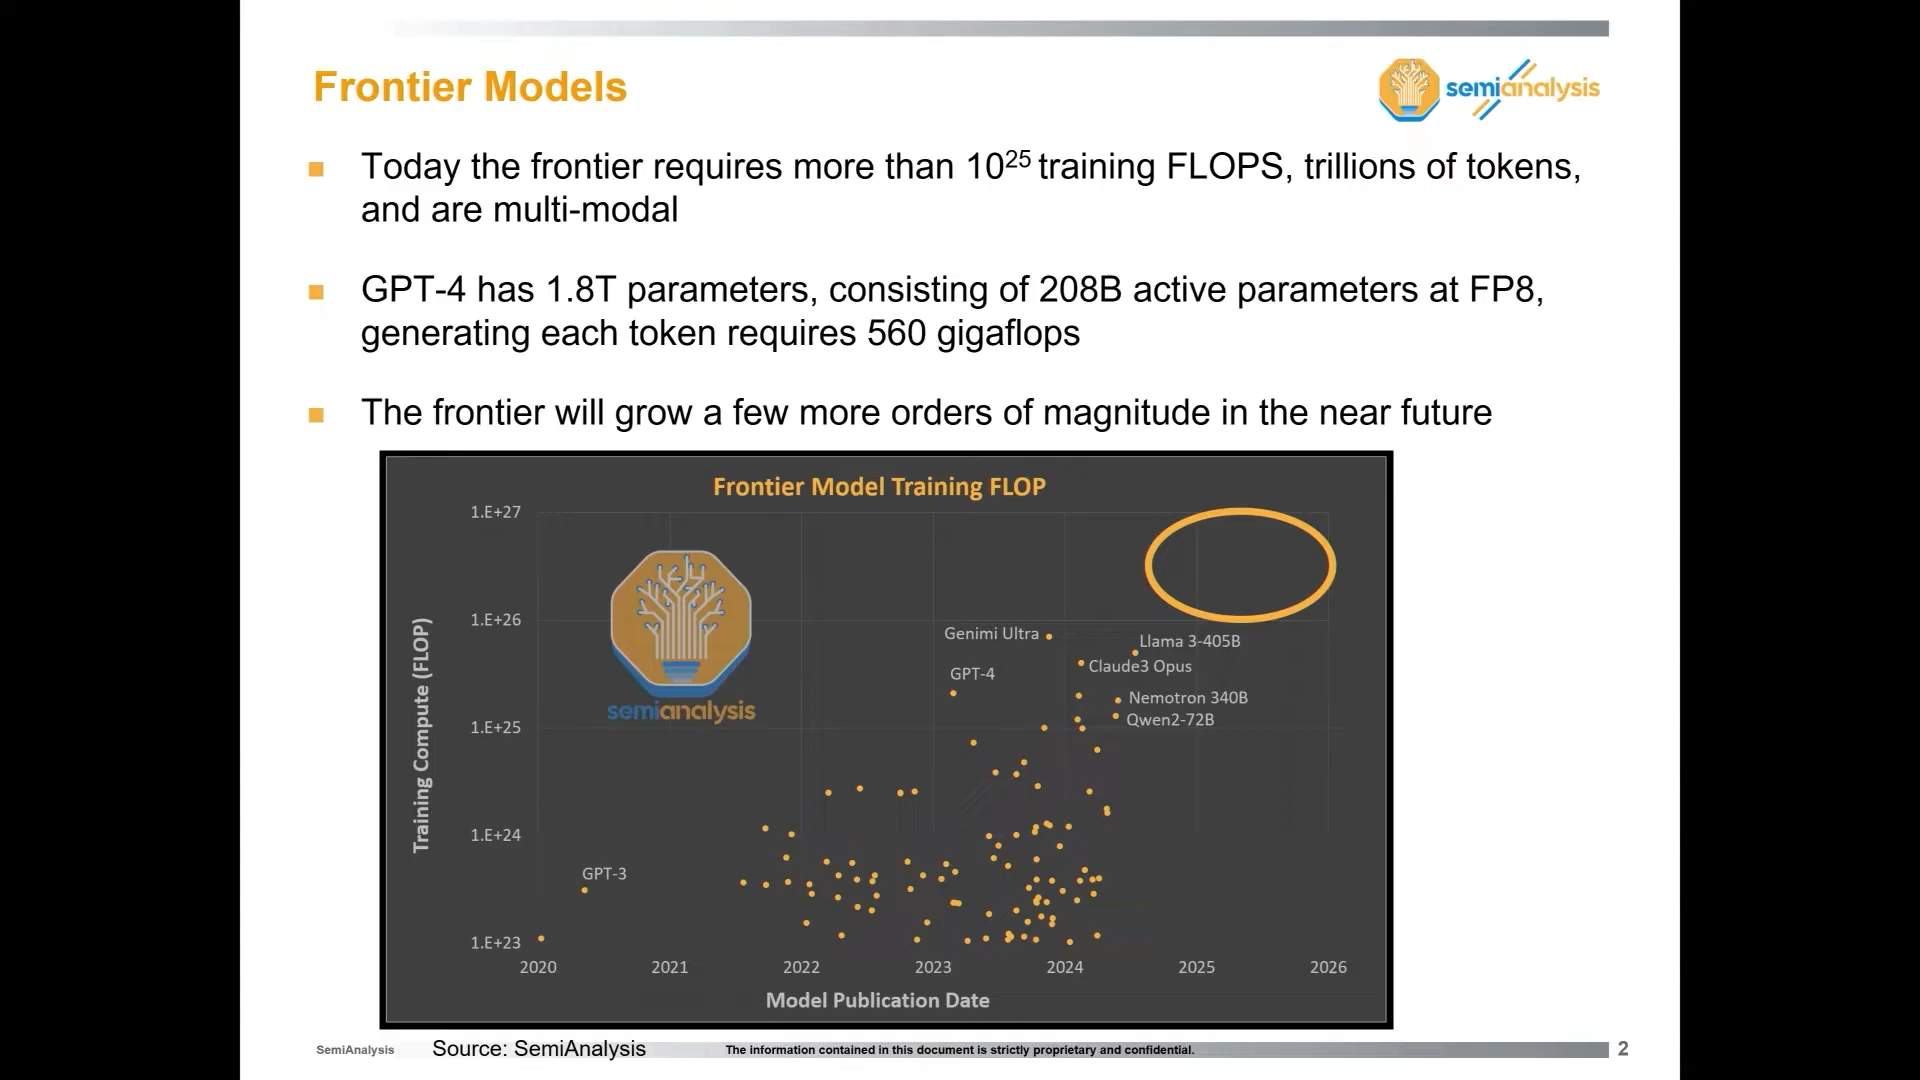 Frontier Models
semianalysis
Today the frontier requires more than 10²⁵ training FLOPS, trillions of tokens,
and are multi-modal
GPT-4 has 1.8T parameters, consisting of 208B active parameters at FP8,
generating each token requires 560 gigaflops
The frontier will grow a few more orders of magnitude in the near future
Frontier Model Training FLOP
1.E+27
1.E+26
1.E+25
1.E+24
1.E+23
Training Compute (FLOP)
semianalysis
Genimi Ultra
Llama 3-405B
Claude3 Opus
GPT-4
Nemotron 340B
Qwen2-72B
GPT-3
2020 2021 2022 2023 2024 2025 2026
Model Publication Date
SemiAnalysis Source: SemiAnalysis The information contained in this document is strictly proprietary and confidential. 2